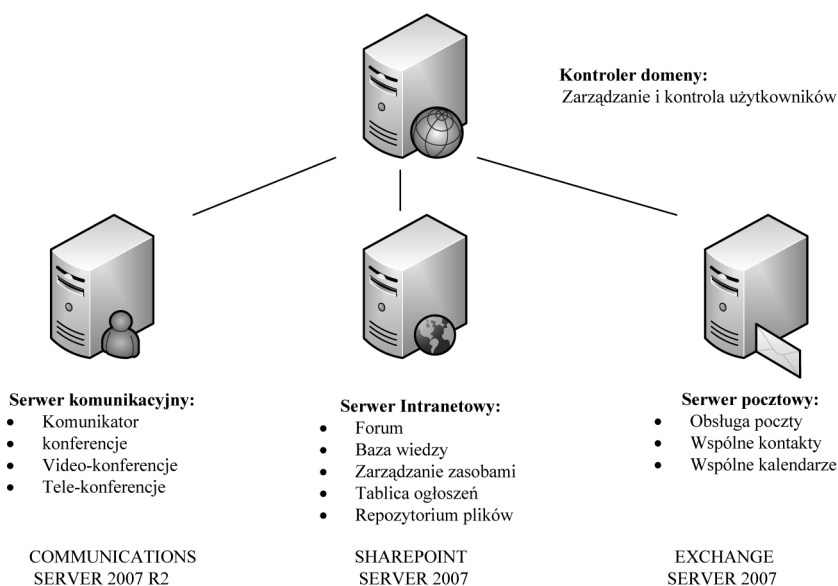 Kontroler domeny:
Zarządzanie i kontrola użytkowników
Serwer komunikacyjny:
• Komunikator
• konferencje
• Video-konferencje
• Tele-konferencje
COMMUNICATIONS
SERVER 2007 R2
Serwer Intranetowy:
• Forum
• Baza wiedzy
• Zarządzanie zasobami
• Tablica ogłoszeń
• Repozytorium plików
SHAREPOINT
SERVER 2007
Serwer pocztowy:
• Obsługa poczty
• Wspólne kontakty
• Wspólne kalendarze
EXCHANGE
SERVER 2007